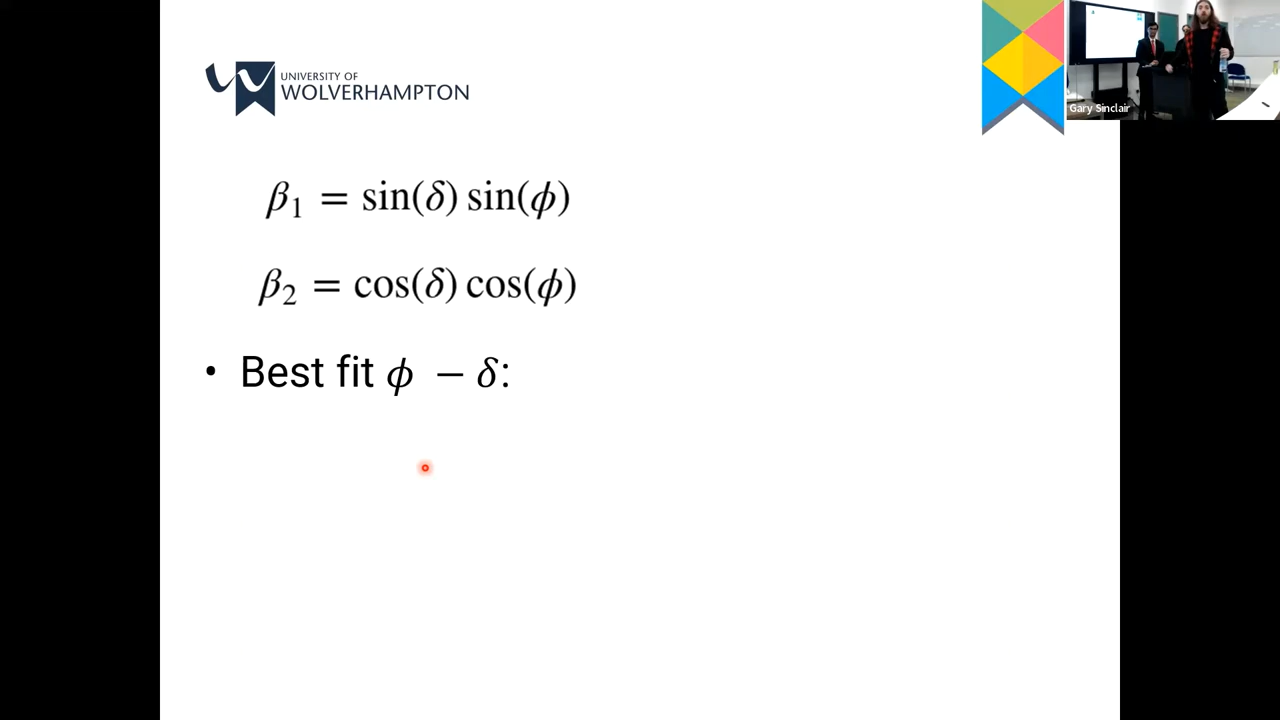 UNIVERSITY OF
WOLVERHAMPTON
Gary Sinclair
β₁ = sin(δ) sin(ϕ)
β₂ = cos(δ) cos(ϕ)
• Best fit ϕ − δ: